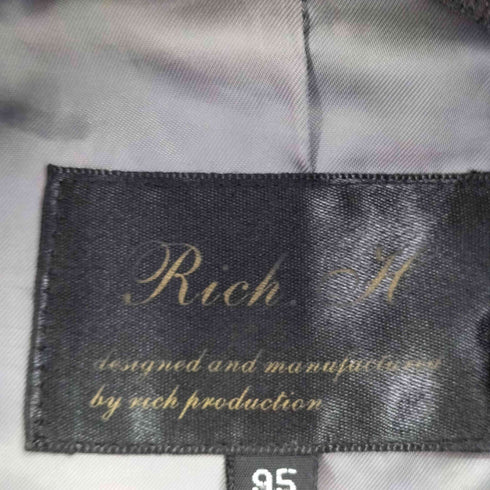 Rich. H
designed and manufactured
by rich production
95